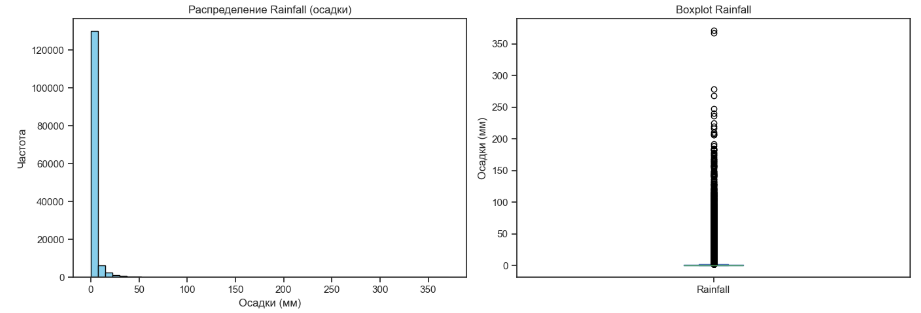 Распределение Rainfall (осадки)
120000
100000
80000
60000
40000
20000
0
Частота
0 50 100 150 200 250 300 350
Осадки (мм)
Boxplot Rainfall
350
300
250
200
150
100
50
0
Осадки (мм)
Rainfall